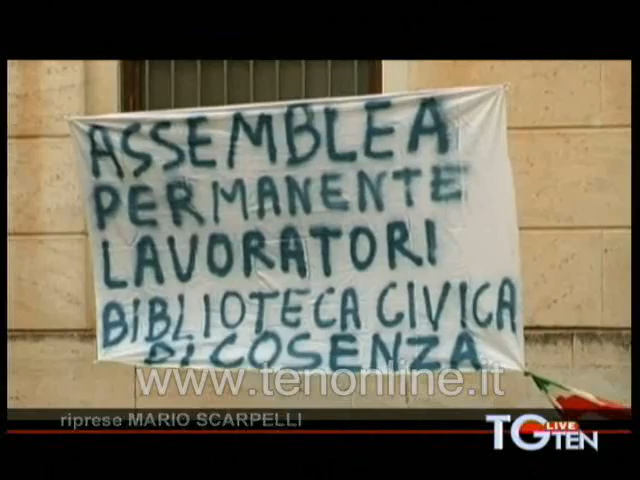 ASSEMBLEA
PERMANENTE
LAVORATORI
BIBLIOTECA CIVICA
DI COSENZA
www.tenonline.it
riprese MARIO SCARPELLI
TG LIVE TEN